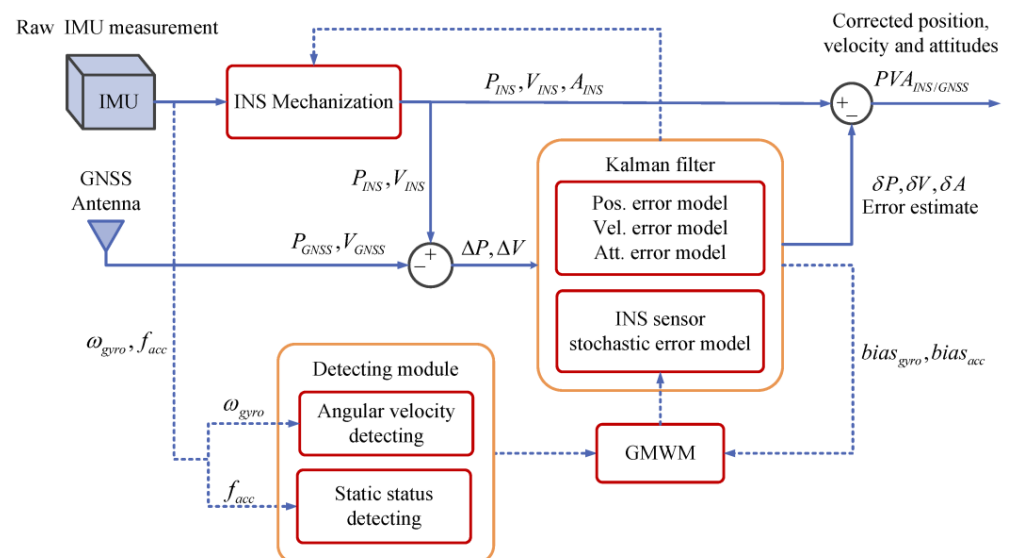 Raw IMU measurement
Corrected position,
velocity and attitudes
IMU
INS Mechanization
P_INS, V_INS, A_INS
+
−
PVA_INS/GNSS
GNSS
Antenna
P_INS, V_INS
Kalman filter
Pos. error model
Vel. error model
Att. error model
δP, δV, δA
Error estimate
P_GNSS, V_GNSS
+
−
ΔP, ΔV
INS sensor
stochastic error model
ω_gyro, f_acc
bias_gyro, bias_acc
Detecting module
ω_gyro
Angular velocity
detecting
GMWM
f_acc
Static status
detecting